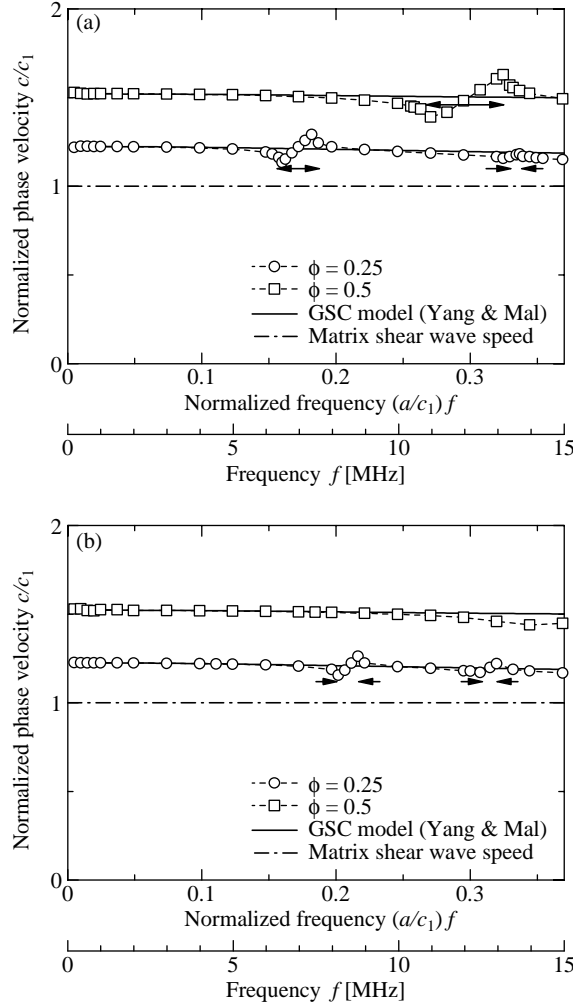 (a)
Normalized phase velocity c/c₁
2
1
0
ϕ = 0.25
ϕ = 0.5
GSC model (Yang & Mal)
Matrix shear wave speed
0 0.1 0.2 0.3
Normalized frequency (a/c₁) f
0 5 10 15
Frequency f [MHz]
(b)
Normalized phase velocity c/c₁
2
1
0
ϕ = 0.25
ϕ = 0.5
GSC model (Yang & Mal)
Matrix shear wave speed
0 0.1 0.2 0.3
Normalized frequency (a/c₁) f
0 5 10 15
Frequency f [MHz]